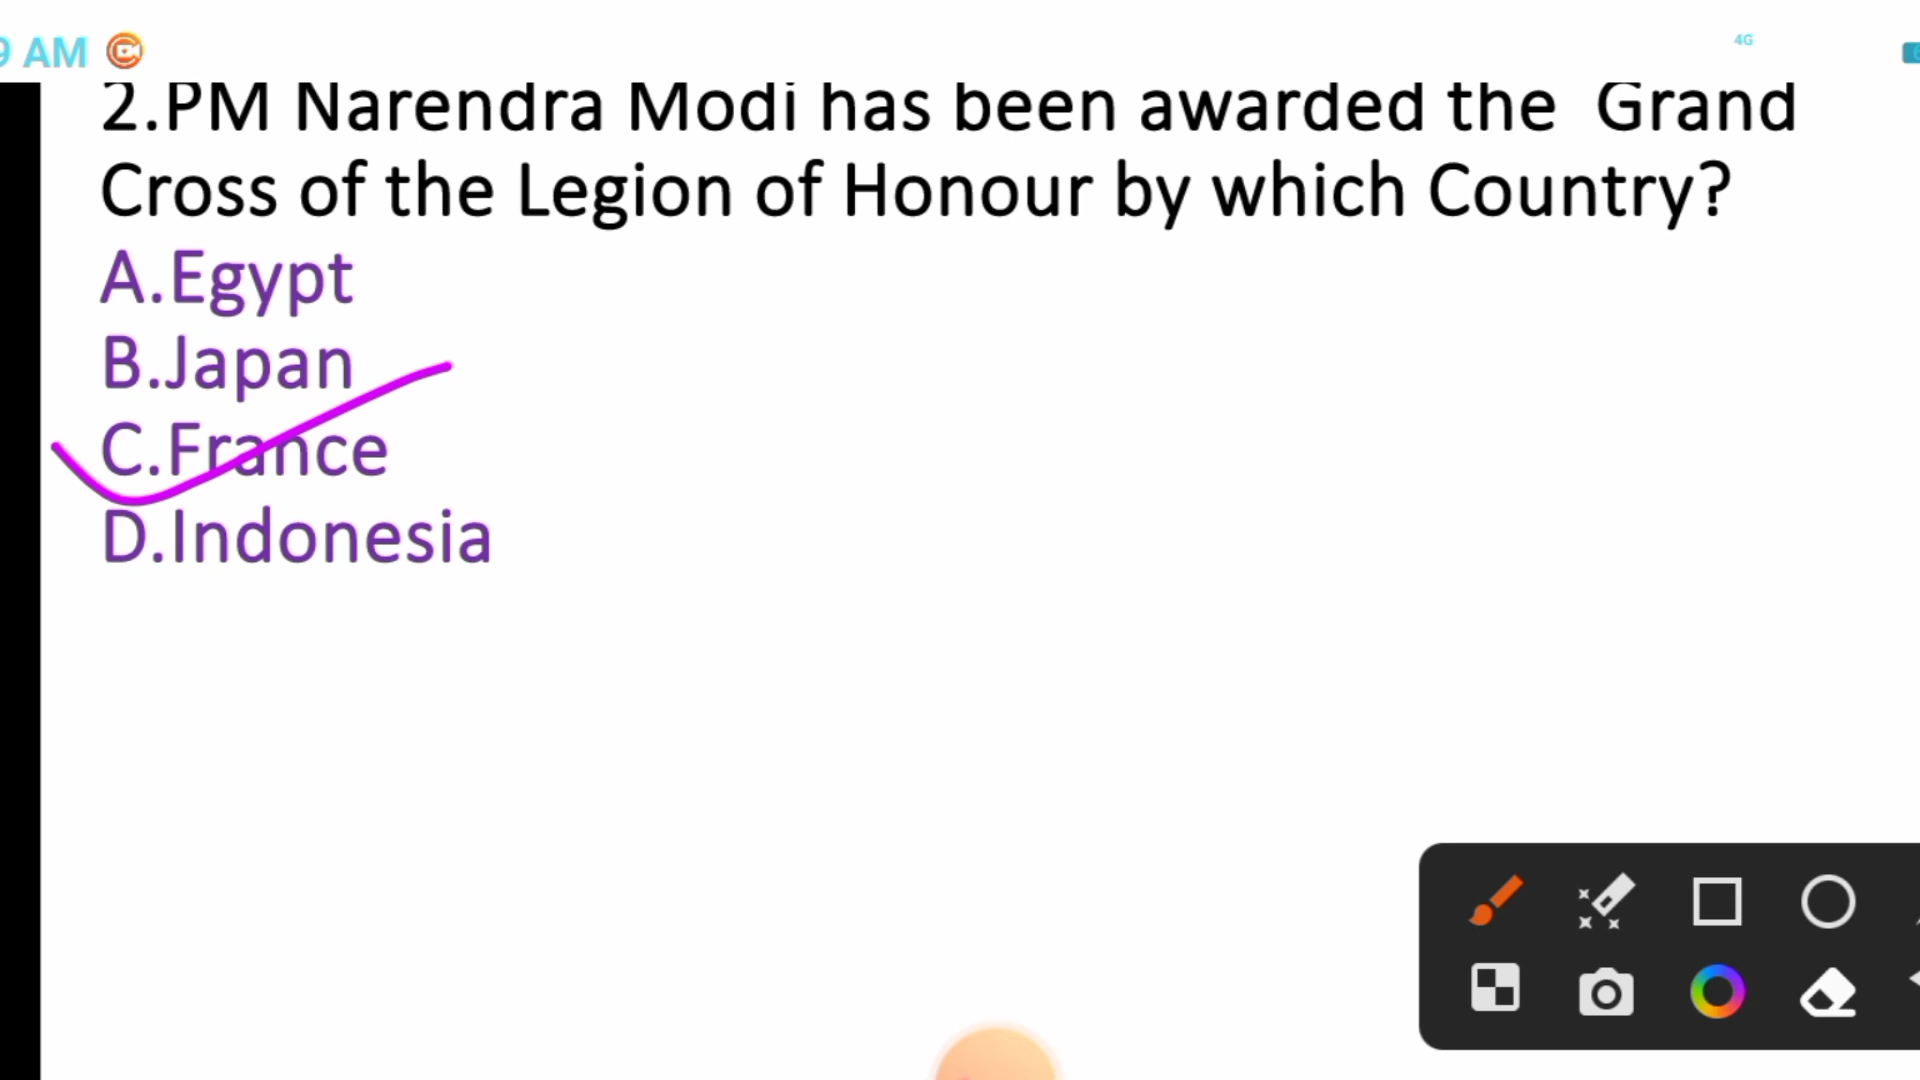 9 AM
4G
2.PM Narendra Modi has been awarded the Grand
Cross of the Legion of Honour by which Country?
A.Egypt
B.Japan
C.France
D.Indonesia